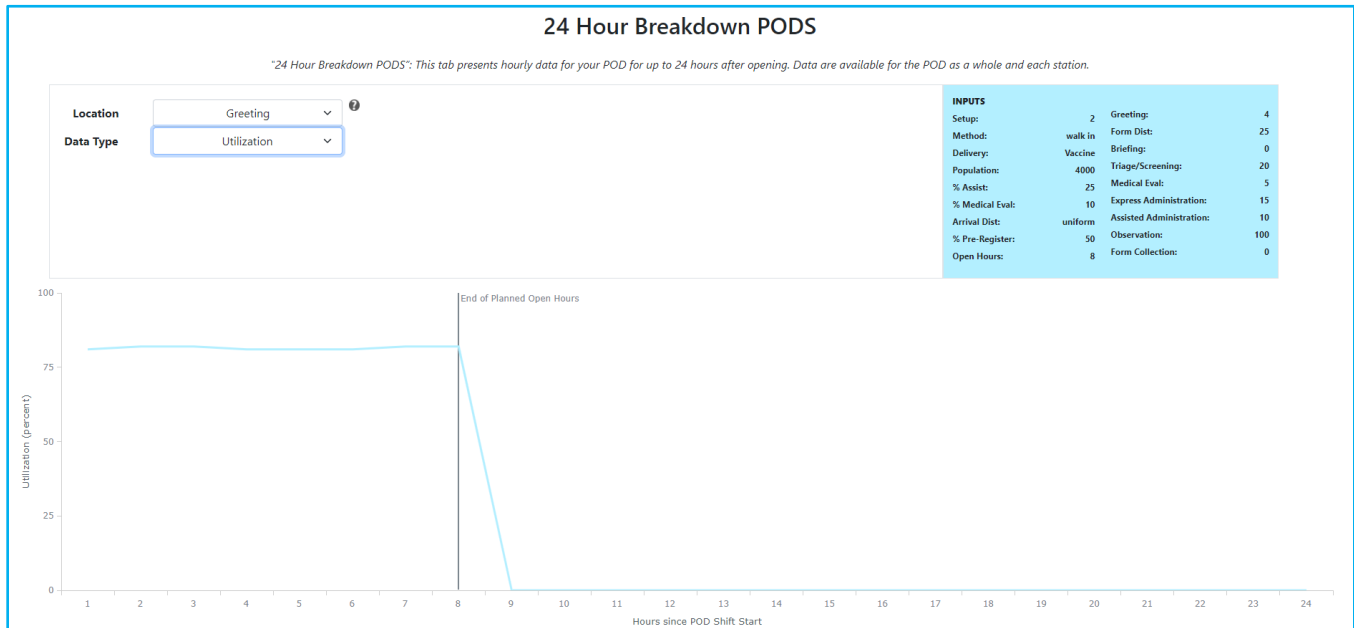 24 Hour Breakdown PODS
"24 Hour Breakdown PODS": This tab presents hourly data for your POD for up to 24 hours after opening. Data are available for the POD as a whole and each station.
Location Greeting ?
Data Type Utilization
INPUTS
Setup: 2 Greeting: 4
Method: walk in Form Dist: 25
Delivery: Vaccine Briefing: 0
Population: 4000 Triage/Screening: 20
% Assist: 25 Medical Eval: 5
% Medical Eval: 10 Express Administration: 15
Arrival Dist: uniform Assisted Administration: 10
% Pre-Register: 50 Observation: 100
Open Hours: 8 Form Collection: 0
End of Planned Open Hours
Utilization (percent)
100
75
50
25
0
1 2 3 4 5 6 7 8 9 10 11 12 13 14 15 16 17 18 19 20 21 22 23 24
Hours since POD Shift Start